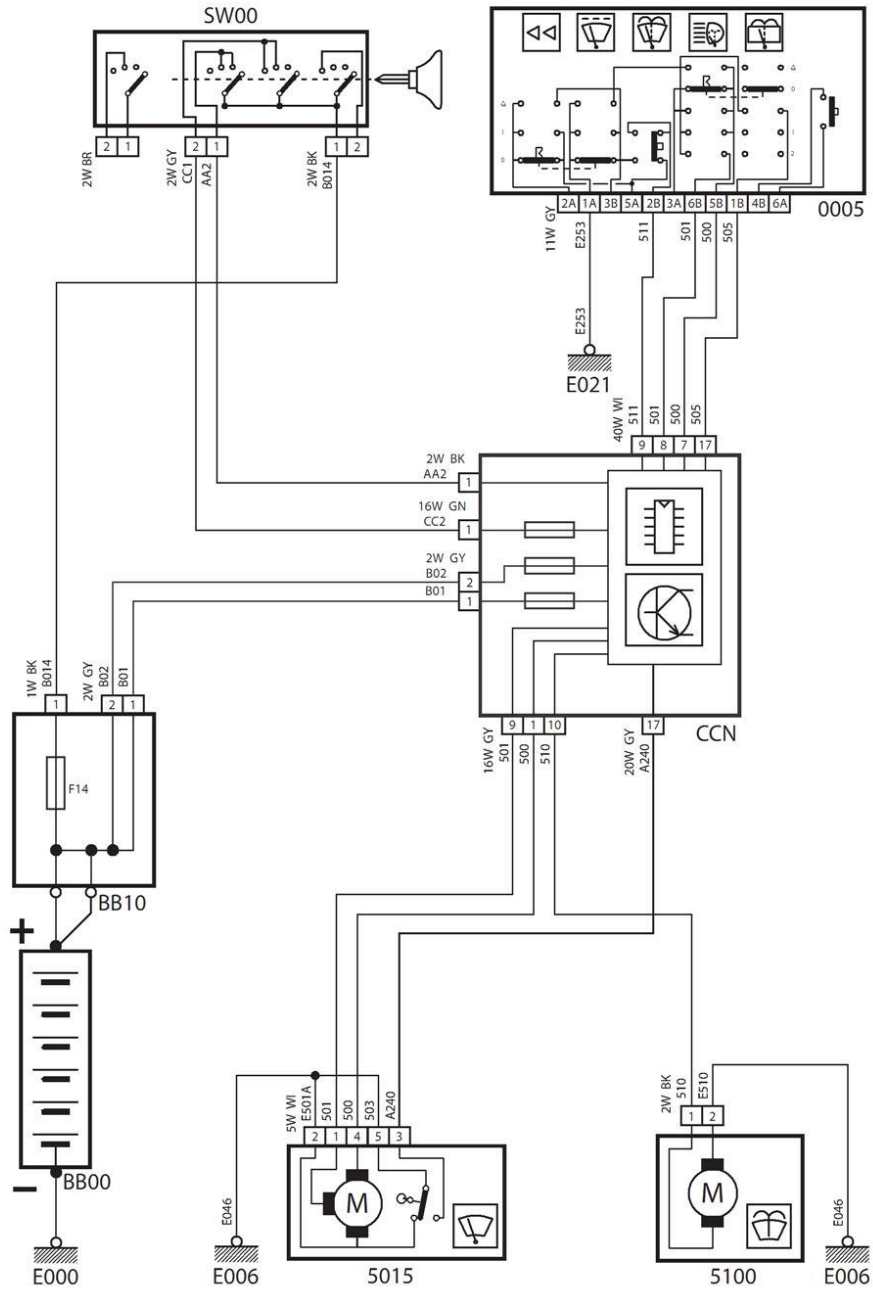 SW00
2 1
2W BR
2 1
2W GY
CC1
AA2
1 2
2W BK
B014
△
1
0
△
0
1
2
2A 1A 3B 5A 2B 3A 6B 5B 1B 4B 6A
0005
11W GY
E253
511
501
500
505
E253
E021
40W WI
511
501
500
505
9 8 7 17
2W BK
AA2
1
16W GN
CC2
1
2W GY
B02
2
B01
1
9 1 10
17
CCN
16W GY
501
500
510
20W GY
A240
1W BK
B014
2W GY
B02
B01
1
2 1
F14
BB10
+
−
BB00
E000
5W WI
E501A
501
500
503
A240
2 1 4 5 3
M
E046
E006
5015
2W BK
510
E510
1 2
M
E046
5100
E006